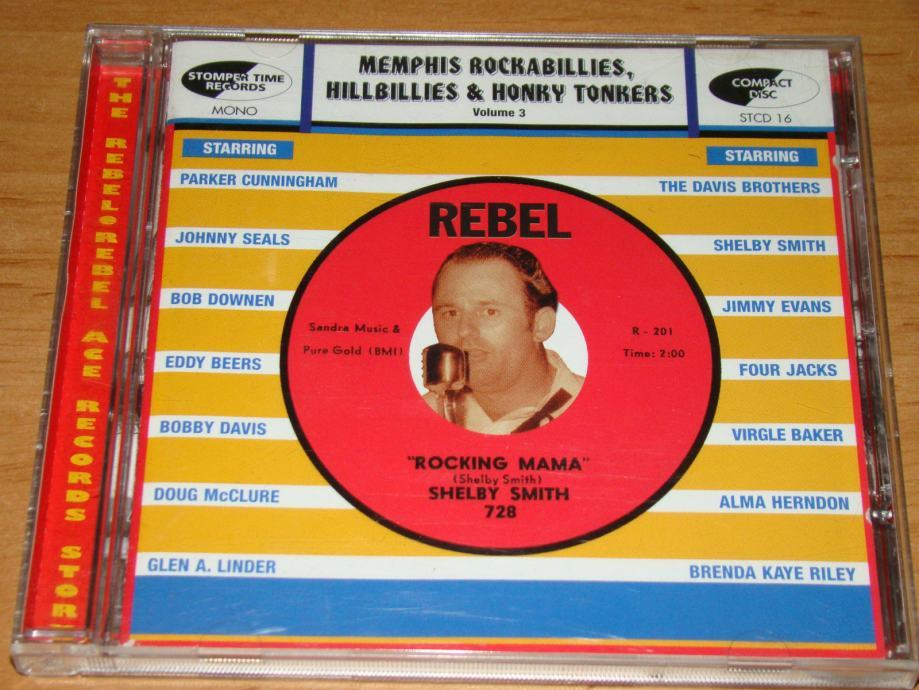 THE REBEL • REBEL ACE RECORDS STOR
STOMPER TIME
RECORDS
MONO
MEMPHIS ROCKABILLIES,
HILLBILLIES & HONKY TONKERS
Volume 3
COMPACT
DISC
STCD 16
STARRING
PARKER CUNNINGHAM
JOHNNY SEALS
BOB DOWNEN
EDDY BEERS
BOBBY DAVIS
DOUG McCLURE
GLEN A. LINDER
REBEL
Sandra Music &
Pure Gold (BMI)
R - 201
Time: 2:00
"ROCKING MAMA"
(Shelby Smith)
SHELBY SMITH
728
STARRING
THE DAVIS BROTHERS
SHELBY SMITH
JIMMY EVANS
FOUR JACKS
VIRGLE BAKER
ALMA HERNDON
BRENDA KAYE RILEY